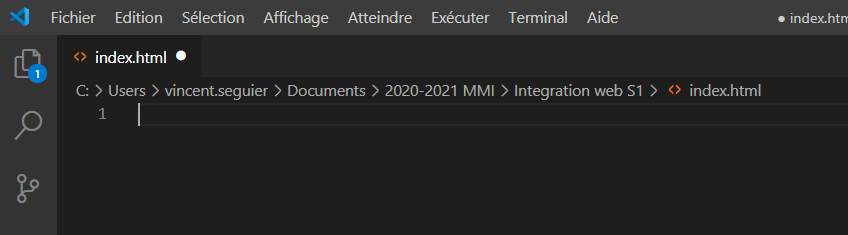 Fichier Edition Sélection Affichage Atteindre Exécuter Terminal Aide ● index.htm
<> index.html ●
1
C: > Users > vincent.seguier > Documents > 2020-2021 MMI > Integration web S1 > <> index.html
1